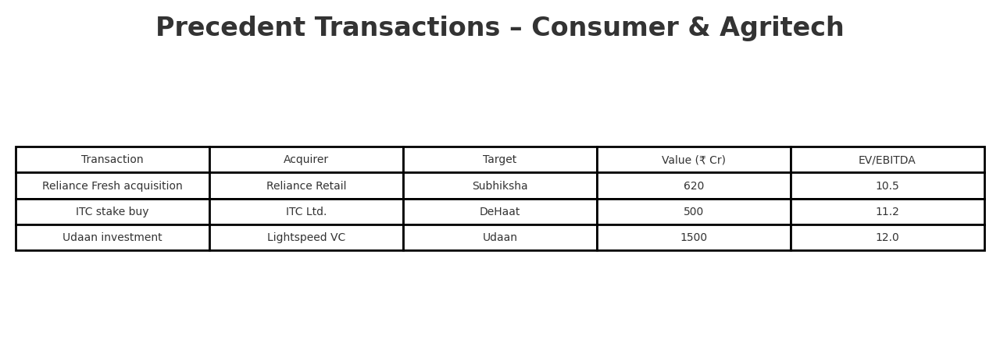 Precedent Transactions – Consumer & Agritech
Transaction Acquirer Target Value (₹ Cr) EV/EBITDA
Reliance Fresh acquisition Reliance Retail Subhiksha 620 10.5
ITC stake buy ITC Ltd. DeHaat 500 11.2
Udaan investment Lightspeed VC Udaan 1500 12.0